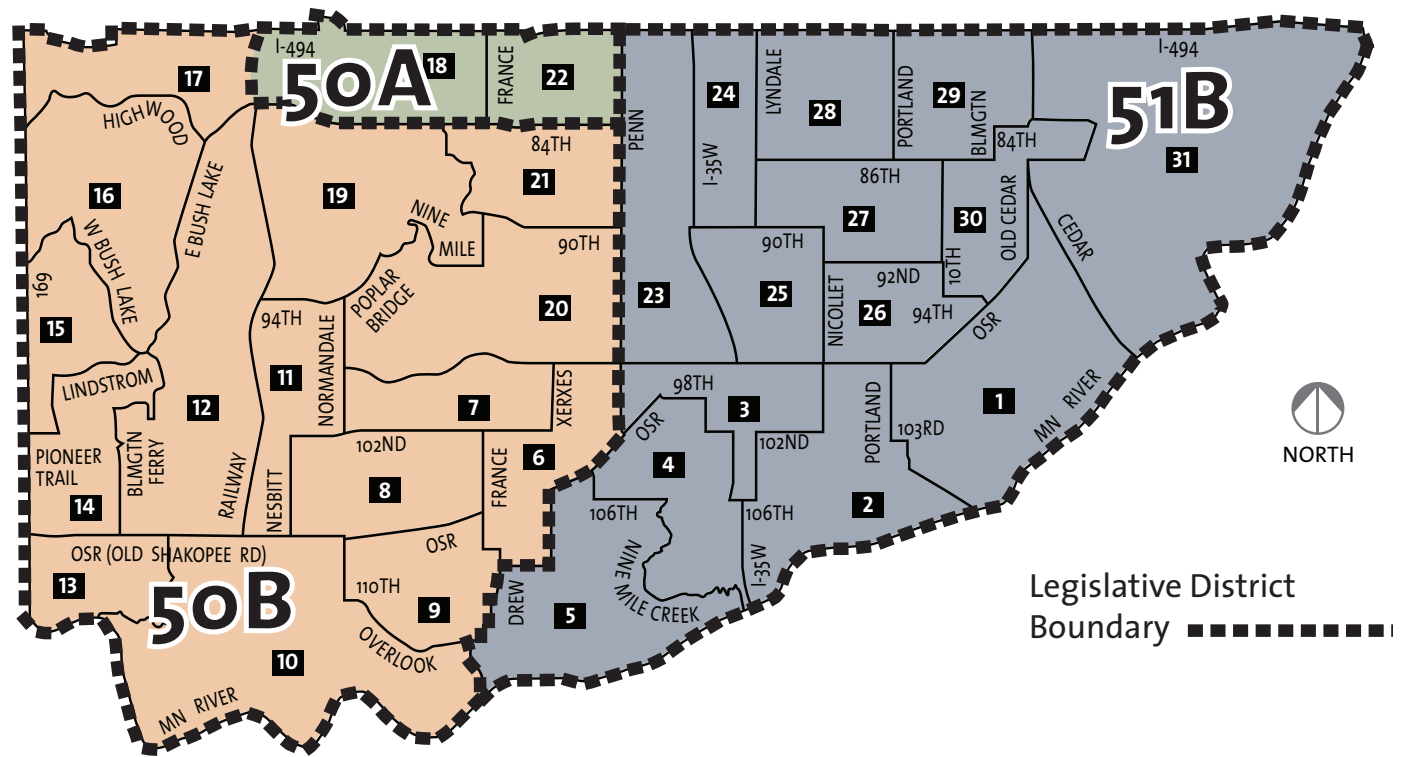 I-494
17
50A
18
FRANCE
22
HIGHWOOD
84TH
21
16
E BUSH LAKE
19
NINE
MILE
90TH
W BUSH LAKE
169
15
94TH
NORMANDALE
POPLAR
BRIDGE
20
LINDSTROM
11
12
7
XERXES
PIONEER
TRAIL
14
BLMGTN
FERRY
RAILWAY
NESBITT
102ND
8
FRANCE
6
OSR
OSR (OLD SHAKOPEE RD)
13
50B
110TH
9
OVERLOOK
10
MN RIVER
PENN
24
I-35W
LYNDALE
28
PORTLAND
29
BLMGTN
84TH
I-494
51B
31
86TH
27
30
OLD CEDAR
CEDAR
23
90TH
25
NICOLLET
92ND
26
94TH
10TH
OSR
98TH
3
OSR
4
102ND
PORTLAND
103RD
1
MN RIVER
106TH
106TH
2
I-35W
NINE MILE CREEK
DREW
5
NORTH
Legislative District
Boundary